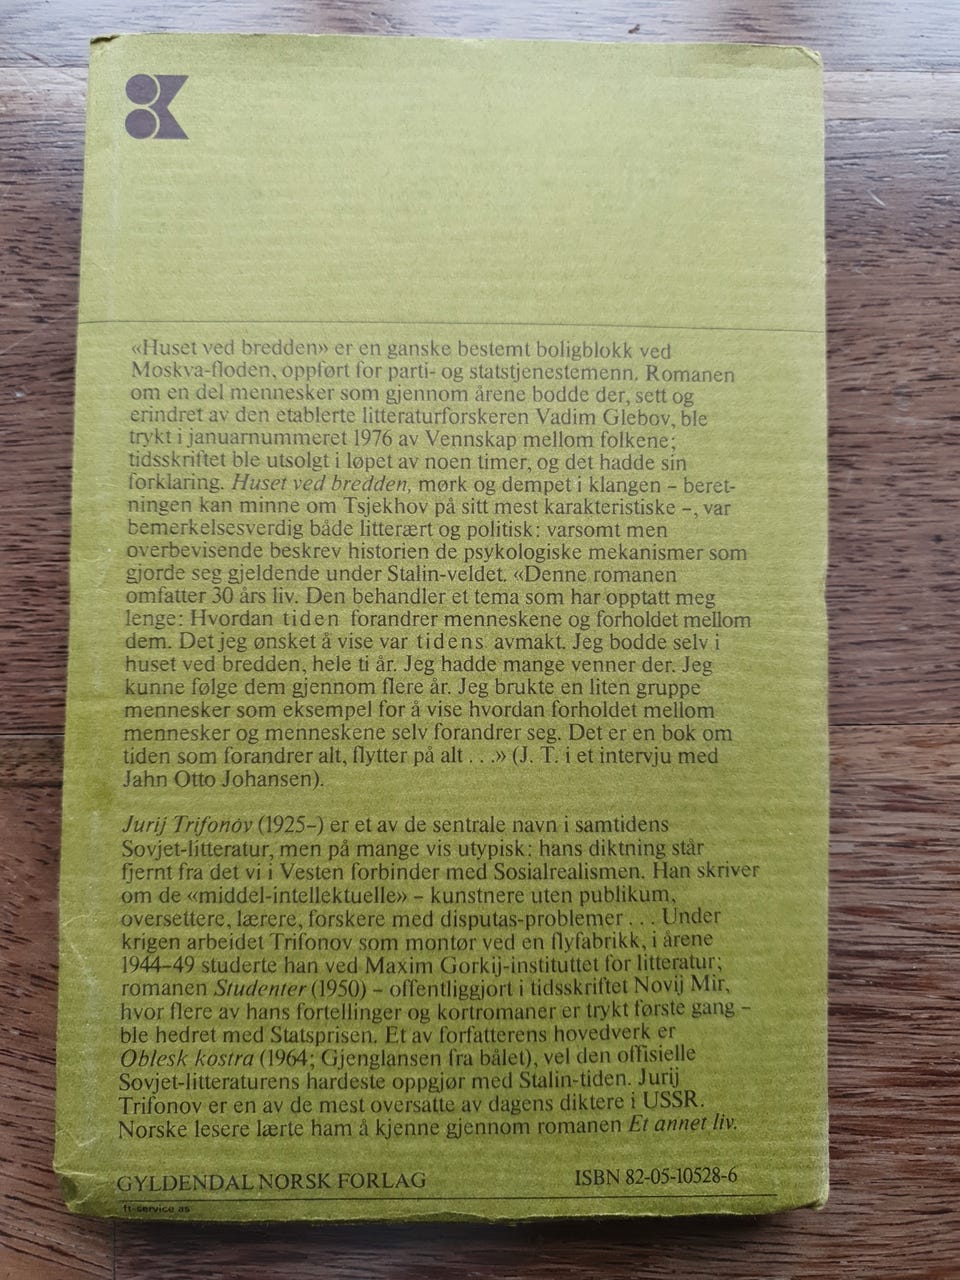 «Huset ved bredden» er en ganske bestemt boligblokk ved
Moskva-floden, oppført for parti- og statstjenestemenn. Romanen
om en del mennesker som gjennom årene bodde der, sett og
erindret av den etablerte litteraturforskeren Vadim Glebov, ble
trykt i januarnummeret 1976 av Vennskap mellom folkene;
tidsskriftet ble utsolgt i løpet av noen timer, og det hadde sin
forklaring. Huset ved bredden, mørk og dempet i klangen – beret-
ningen kan minne om Tsjekhov på sitt mest karakteristiske –, var
bemerkelsesverdig både litterært og politisk: varsomt men
overbevisende beskrev historien de psykologiske mekanismer som
gjorde seg gjeldende under Stalin-veldet. «Denne romanen
omfatter 30 års liv. Den behandler et tema som har opptatt meg
lenge: Hvordan tiden forandrer menneskene og forholdet mellom
dem. Det jeg ønsket å vise var tidens avmakt. Jeg bodde selv i
huset ved bredden, hele ti år. Jeg hadde mange venner der. Jeg
kunne følge dem gjennom flere år. Jeg brukte en liten gruppe
mennesker som eksempel for å vise hvordan forholdet mellom
mennesker og menneskene selv forandrer seg. Det er en bok om
tiden som forandrer alt, flytter på alt . . .» (J. T. i et intervju med
Jahn Otto Johansen).
Jurij Trifonov (1925–) er et av de sentrale navn i samtidens
Sovjet-litteratur, men på mange vis utypisk: hans diktning står
fjernt fra det vi i Vesten forbinder med Sosialrealismen. Han skriver
om de «middel-intellektuelle» – kunstnere uten publikum,
oversettere, lærere, forskere med disputas-problemer . . . Under
krigen arbeidet Trifonov som montør ved en flyfabrikk, i årene
1944–49 studerte han ved Maxim Gorkij-instituttet for litteratur;
romanen Studenter (1950) – offentliggjort i tidsskriftet Novij Mir,
hvor flere av hans fortellinger og kortromaner er trykt første gang –
ble hedret med Statsprisen. Et av forfatterens hovedverk er
Oblesk kostra (1964; Gjenglansen fra bålet), vel den offisielle
Sovjet-litteraturens hardeste oppgjør med Stalin-tiden. Jurij
Trifonov er en av de mest oversatte av dagens diktere i USSR.
Norske lesere lærte ham å kjenne gjennom romanen Et annet liv.
GYLDENDAL NORSK FORLAG ISBN 82-05-10528-6
ft-service as